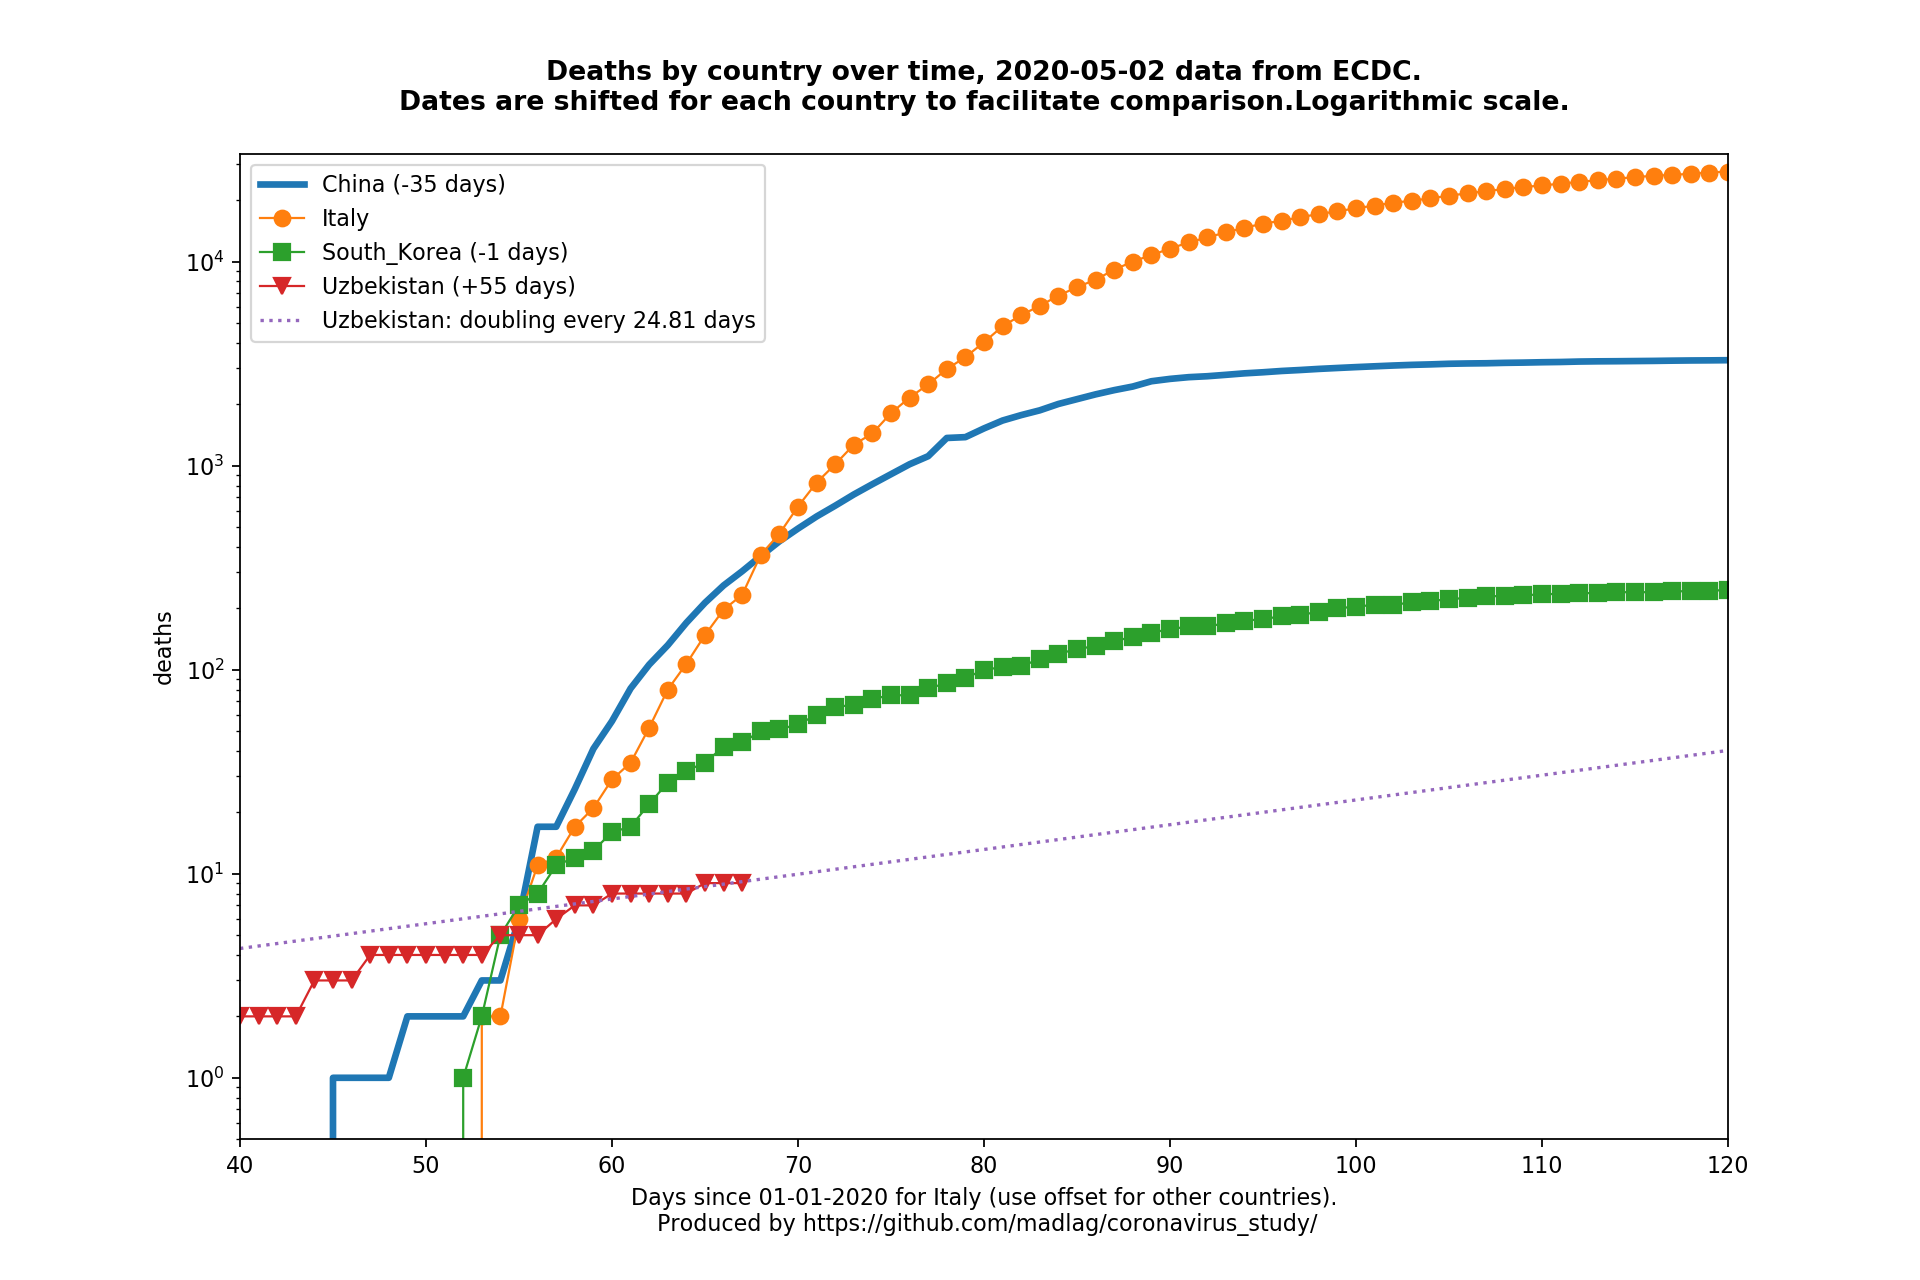 Deaths by country over time, 2020-05-02 data from ECDC.
Dates are shifted for each country to facilitate comparison.Logarithmic scale.
China (-35 days)
Italy
South_Korea (-1 days)
Uzbekistan (+55 days)
Uzbekistan: doubling every 24.81 days
deaths
10⁴
10³
10²
10¹
10⁰
40 50 60 70 80 90 100 110 120
Days since 01-01-2020 for Italy (use offset for other countries).
Produced by https://github.com/madlag/coronavirus_study/